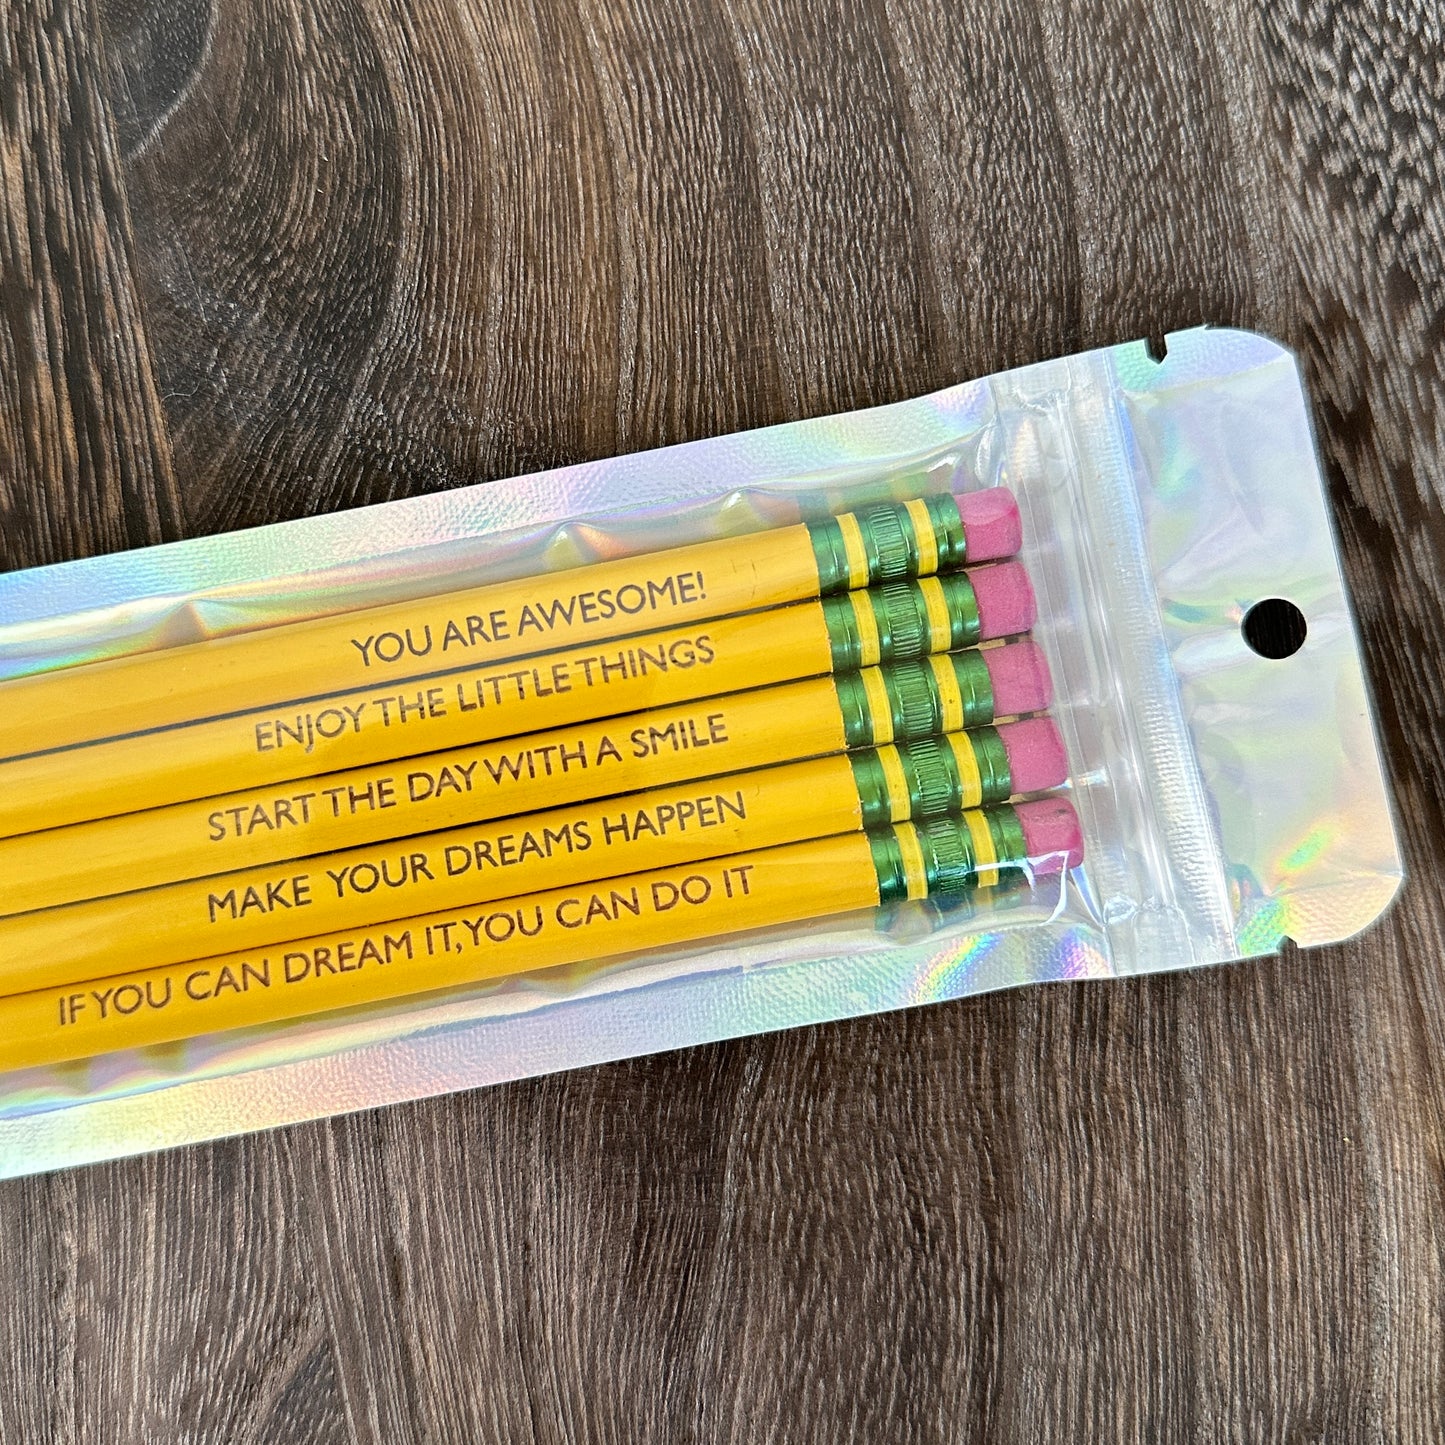 YOU ARE AWESOME!
ENJOY THE LITTLE THINGS
START THE DAY WITH A SMILE
MAKE YOUR DREAMS HAPPEN
IF YOU CAN DREAM IT, YOU CAN DO IT